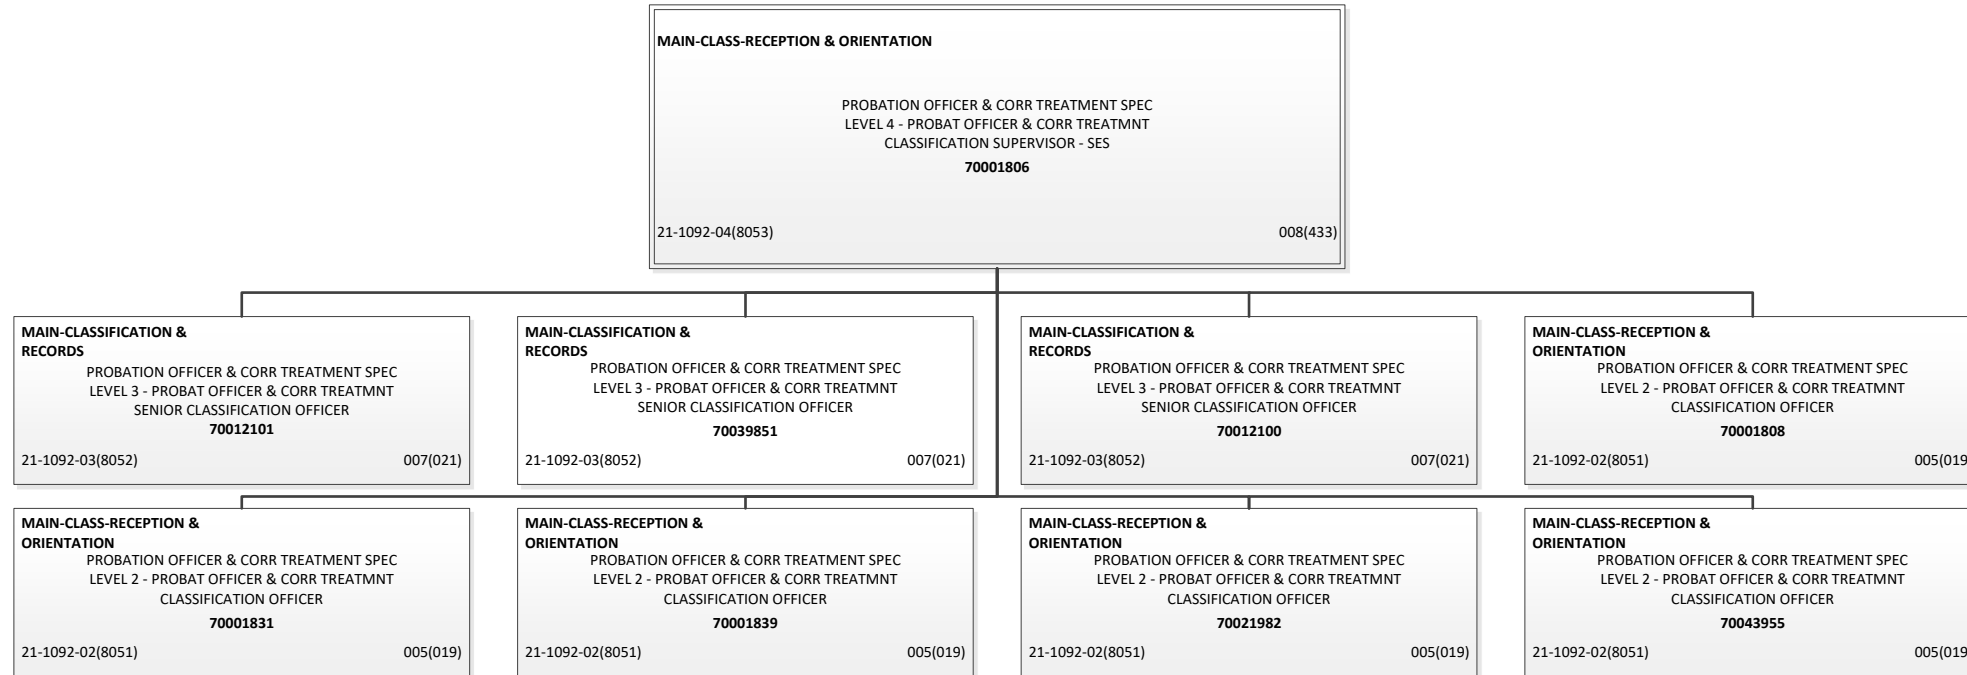 MAIN-CLASS-RECEPTION & ORIENTATION
PROBATION OFFICER & CORR TREATMENT SPEC
LEVEL 4 - PROBAT OFFICER & CORR TREATMNT
CLASSIFICATION SUPERVISOR - SES
70001806
21-1092-04(8053) 008(433)
MAIN-CLASSIFICATION &
RECORDS
PROBATION OFFICER & CORR TREATMENT SPEC
LEVEL 3 - PROBAT OFFICER & CORR TREATMNT
SENIOR CLASSIFICATION OFFICER
70012101
21-1092-03(8052) 007(021)
MAIN-CLASSIFICATION &
RECORDS
PROBATION OFFICER & CORR TREATMENT SPEC
LEVEL 3 - PROBAT OFFICER & CORR TREATMNT
SENIOR CLASSIFICATION OFFICER
70039851
21-1092-03(8052) 007(021)
MAIN-CLASSIFICATION &
RECORDS
PROBATION OFFICER & CORR TREATMENT SPEC
LEVEL 3 - PROBAT OFFICER & CORR TREATMNT
SENIOR CLASSIFICATION OFFICER
70012100
21-1092-03(8052) 007(021)
MAIN-CLASS-RECEPTION &
ORIENTATION
PROBATION OFFICER & CORR TREATMENT SPEC
LEVEL 2 - PROBAT OFFICER & CORR TREATMNT
CLASSIFICATION OFFICER
70001808
21-1092-02(8051) 005(019
MAIN-CLASS-RECEPTION &
ORIENTATION
PROBATION OFFICER & CORR TREATMENT SPEC
LEVEL 2 - PROBAT OFFICER & CORR TREATMNT
CLASSIFICATION OFFICER
70001831
21-1092-02(8051) 005(019)
MAIN-CLASS-RECEPTION &
ORIENTATION
PROBATION OFFICER & CORR TREATMENT SPEC
LEVEL 2 - PROBAT OFFICER & CORR TREATMNT
CLASSIFICATION OFFICER
70001839
21-1092-02(8051) 005(019)
MAIN-CLASS-RECEPTION &
ORIENTATION
PROBATION OFFICER & CORR TREATMENT SPEC
LEVEL 2 - PROBAT OFFICER & CORR TREATMNT
CLASSIFICATION OFFICER
70021982
21-1092-02(8051) 005(019)
MAIN-CLASS-RECEPTION &
ORIENTATION
PROBATION OFFICER & CORR TREATMENT SPEC
LEVEL 2 - PROBAT OFFICER & CORR TREATMNT
CLASSIFICATION OFFICER
70043955
21-1092-02(8051) 005(019